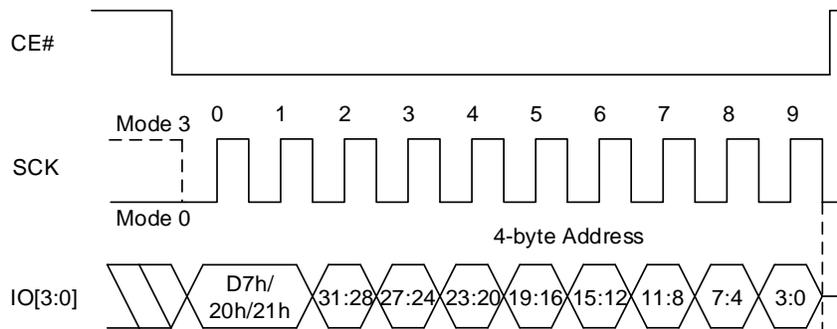 CE#
Mode 3
0 1 2 3 4 5 6 7 8 9
SCK
Mode 0
4-byte Address
IO[3:0]
D7h/
20h/21h
31:28 27:24 23:20 19:16 15:12 11:8 7:4 3:0